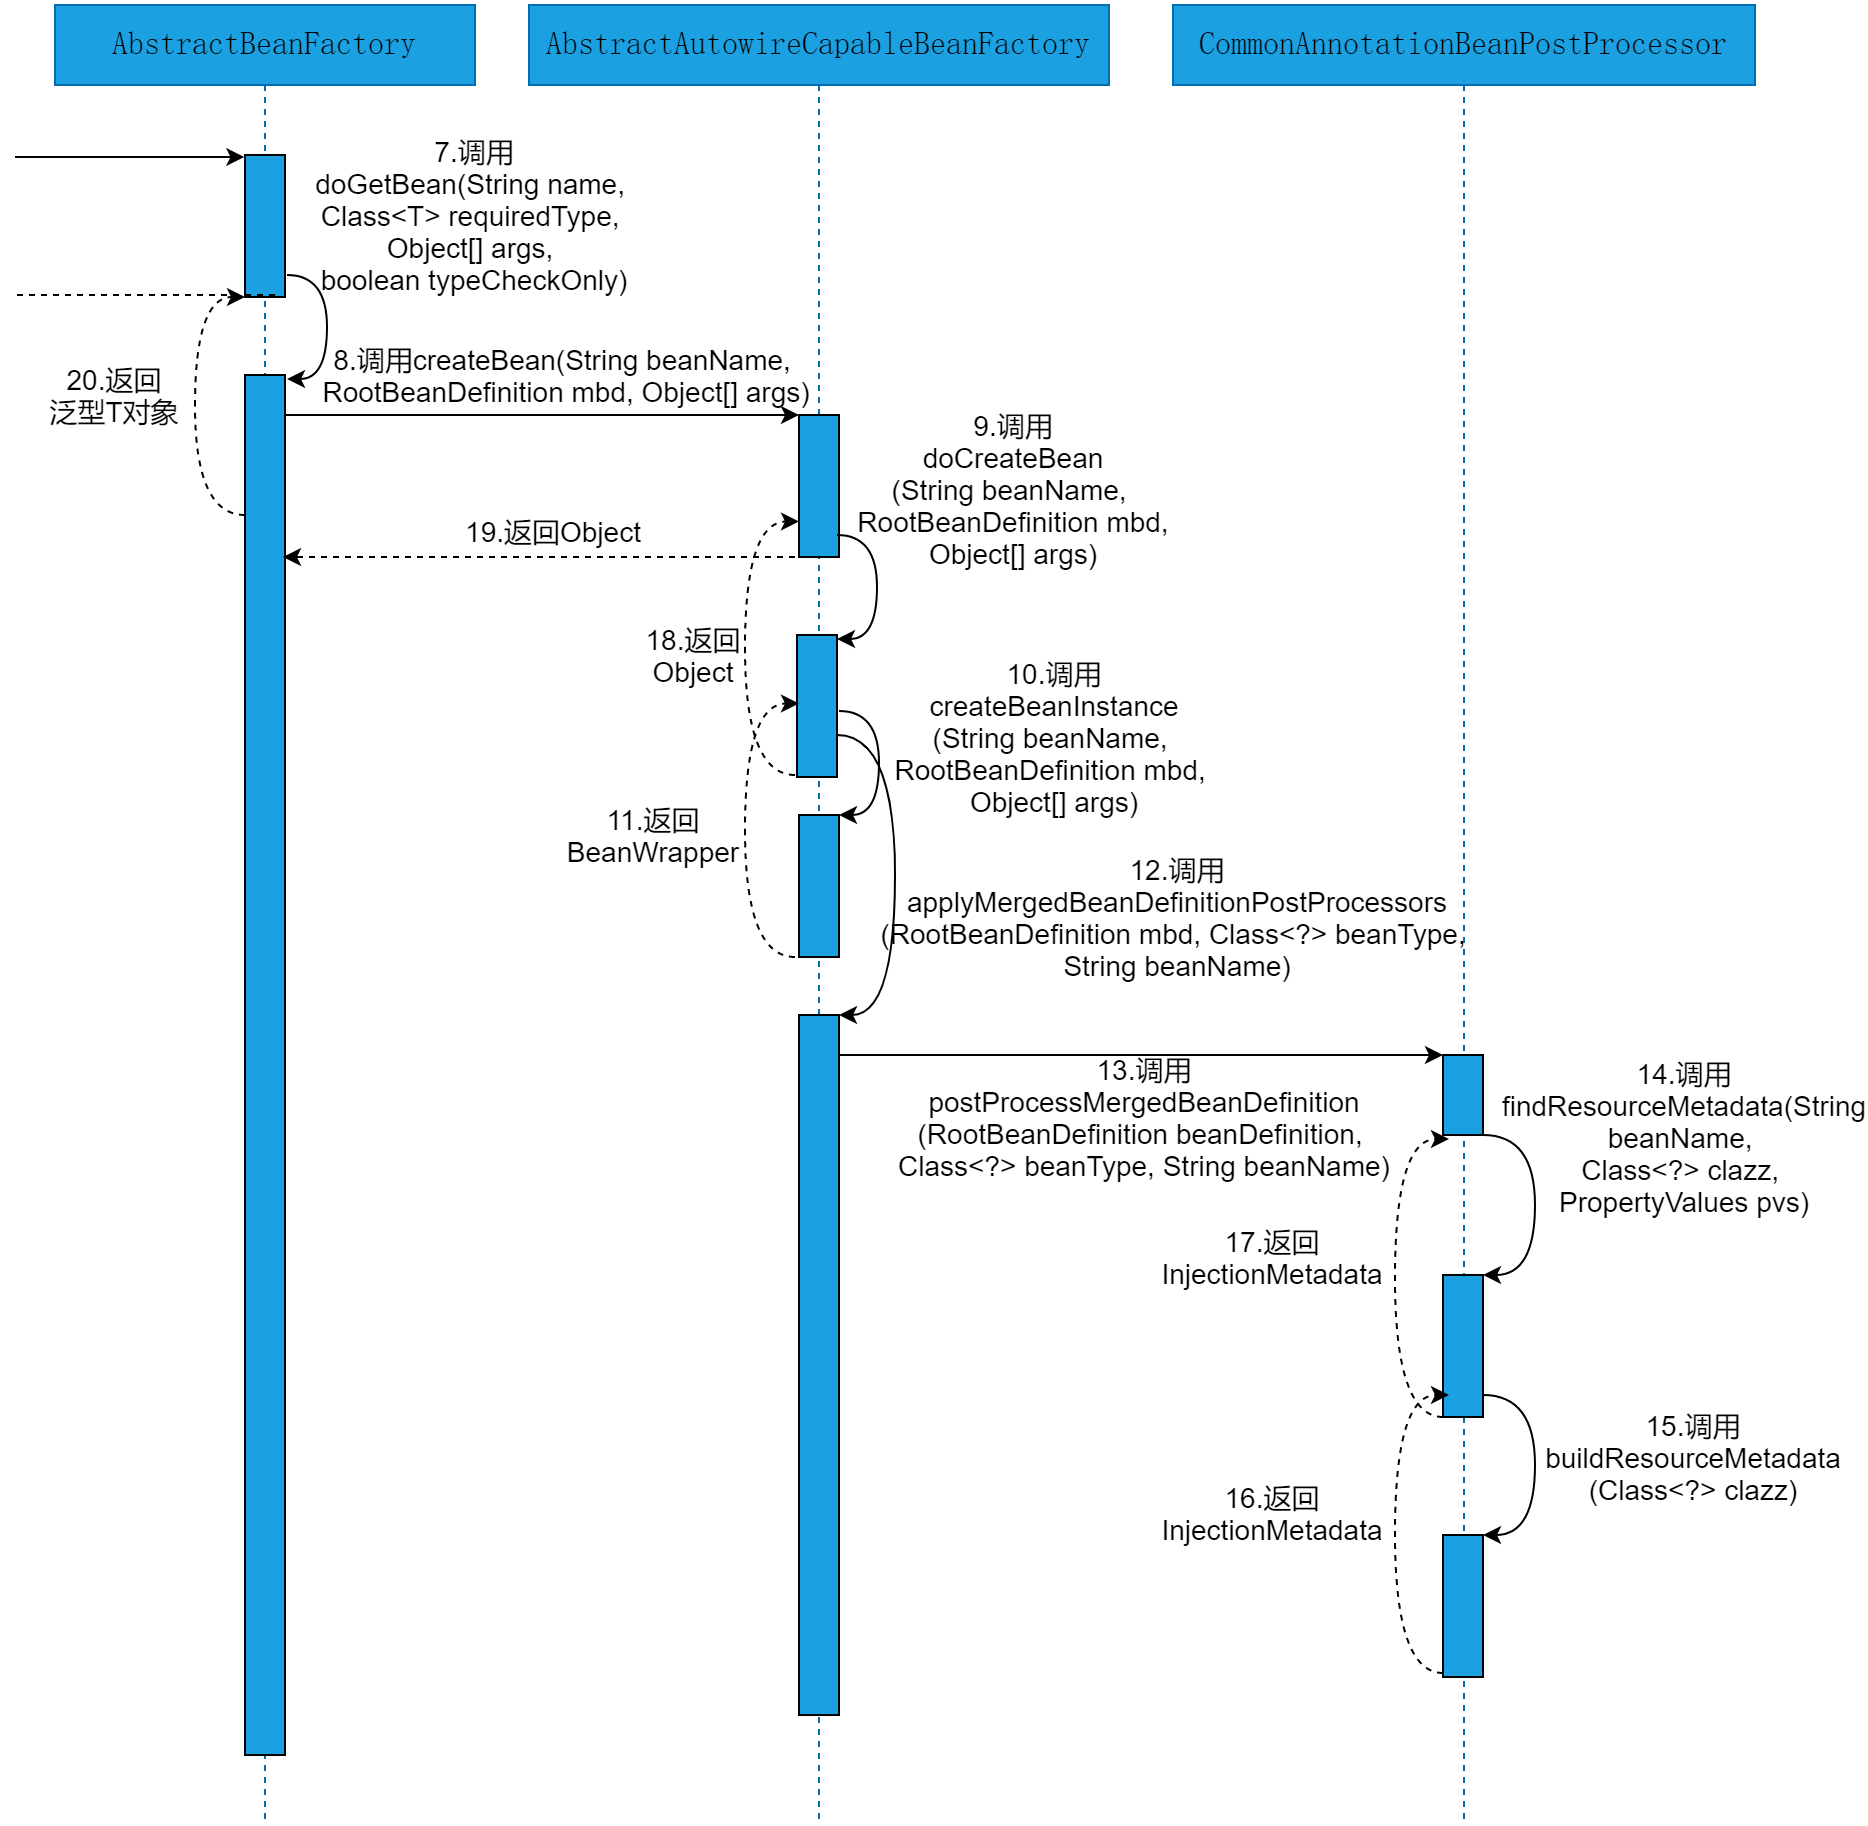 AbstractBeanFactory
AbstractAutowireCapableBeanFactory
CommonAnnotationBeanPostProcessor
7.调用
doGetBean(String name,
Class<T> requiredType,
Object[] args,
boolean typeCheckOnly)
8.调用createBean(String beanName,
RootBeanDefinition mbd, Object[] args)
20.返回
泛型T对象
9.调用
doCreateBean
(String beanName,
RootBeanDefinition mbd,
Object[] args)
19.返回Object
18.返回
Object
10.调用
createBeanInstance
(String beanName,
RootBeanDefinition mbd,
Object[] args)
11.返回
BeanWrapper
12.调用
applyMergedBeanDefinitionPostProcessors
(RootBeanDefinition mbd, Class<?> beanType,
String beanName)
13.调用
postProcessMergedBeanDefinition
(RootBeanDefinition beanDefinition,
Class<?> beanType, String beanName)
14.调用
findResourceMetadata(String
beanName,
Class<?> clazz,
PropertyValues pvs)
17.返回
InjectionMetadata
15.调用
buildResourceMetadata
(Class<?> clazz)
16.返回
InjectionMetadata